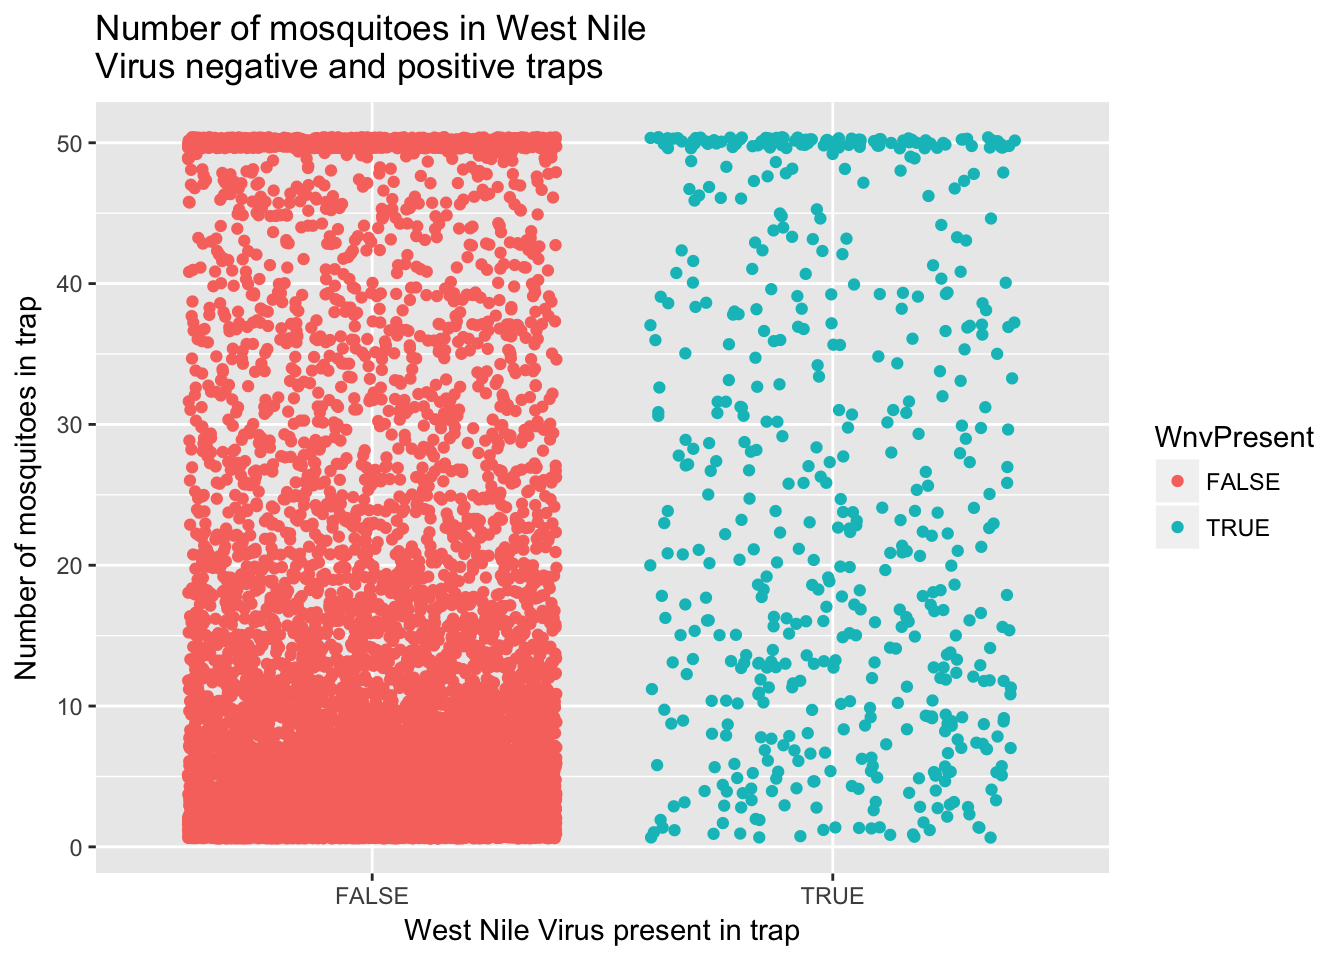 Number of mosquitoes in West Nile
Virus negative and positive traps
50
40
30
20
10
0
Number of mosquitoes in trap
FALSE
TRUE
West Nile Virus present in trap
WnvPresent
FALSE
TRUE